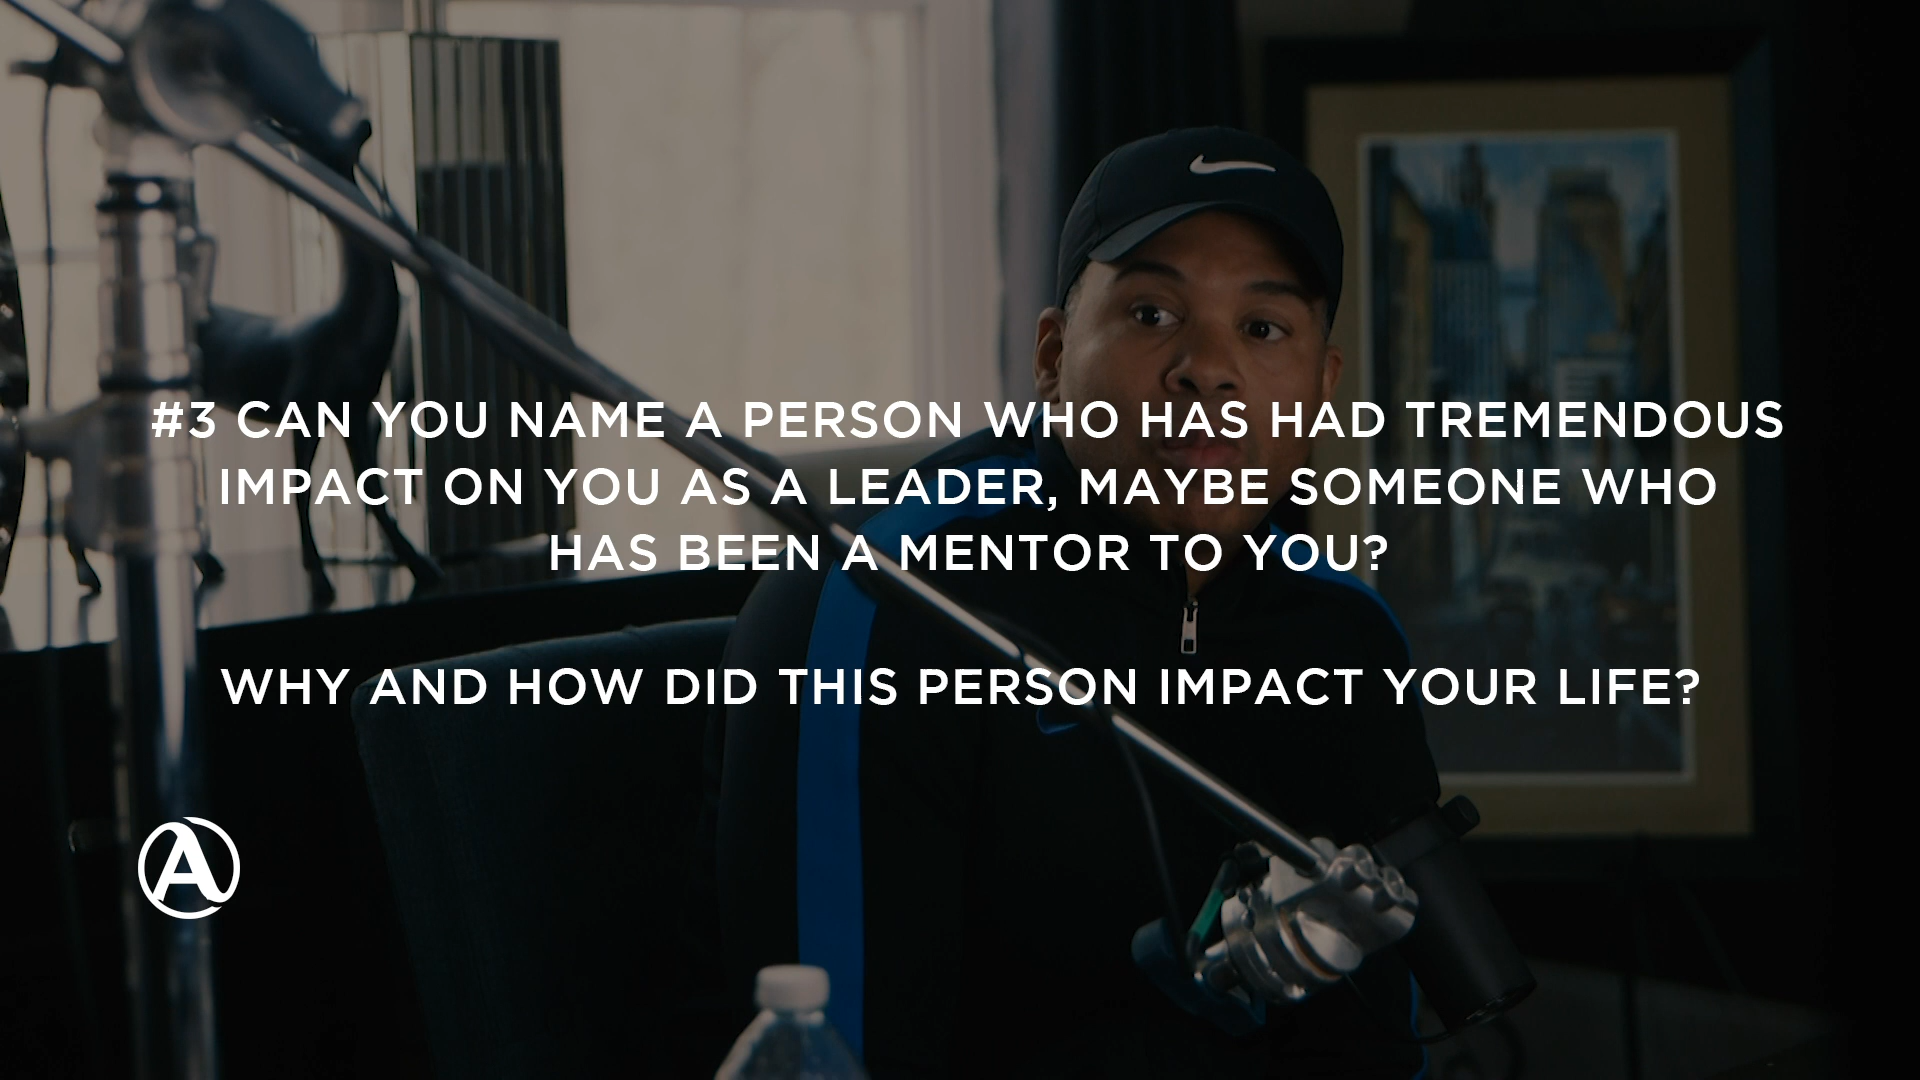 #3 CAN YOU NAME A PERSON WHO HAS HAD TREMENDOUS
IMPACT ON YOU AS A LEADER, MAYBE SOMEONE WHO
HAS BEEN A MENTOR TO YOU?
WHY AND HOW DID THIS PERSON IMPACT YOUR LIFE?
A